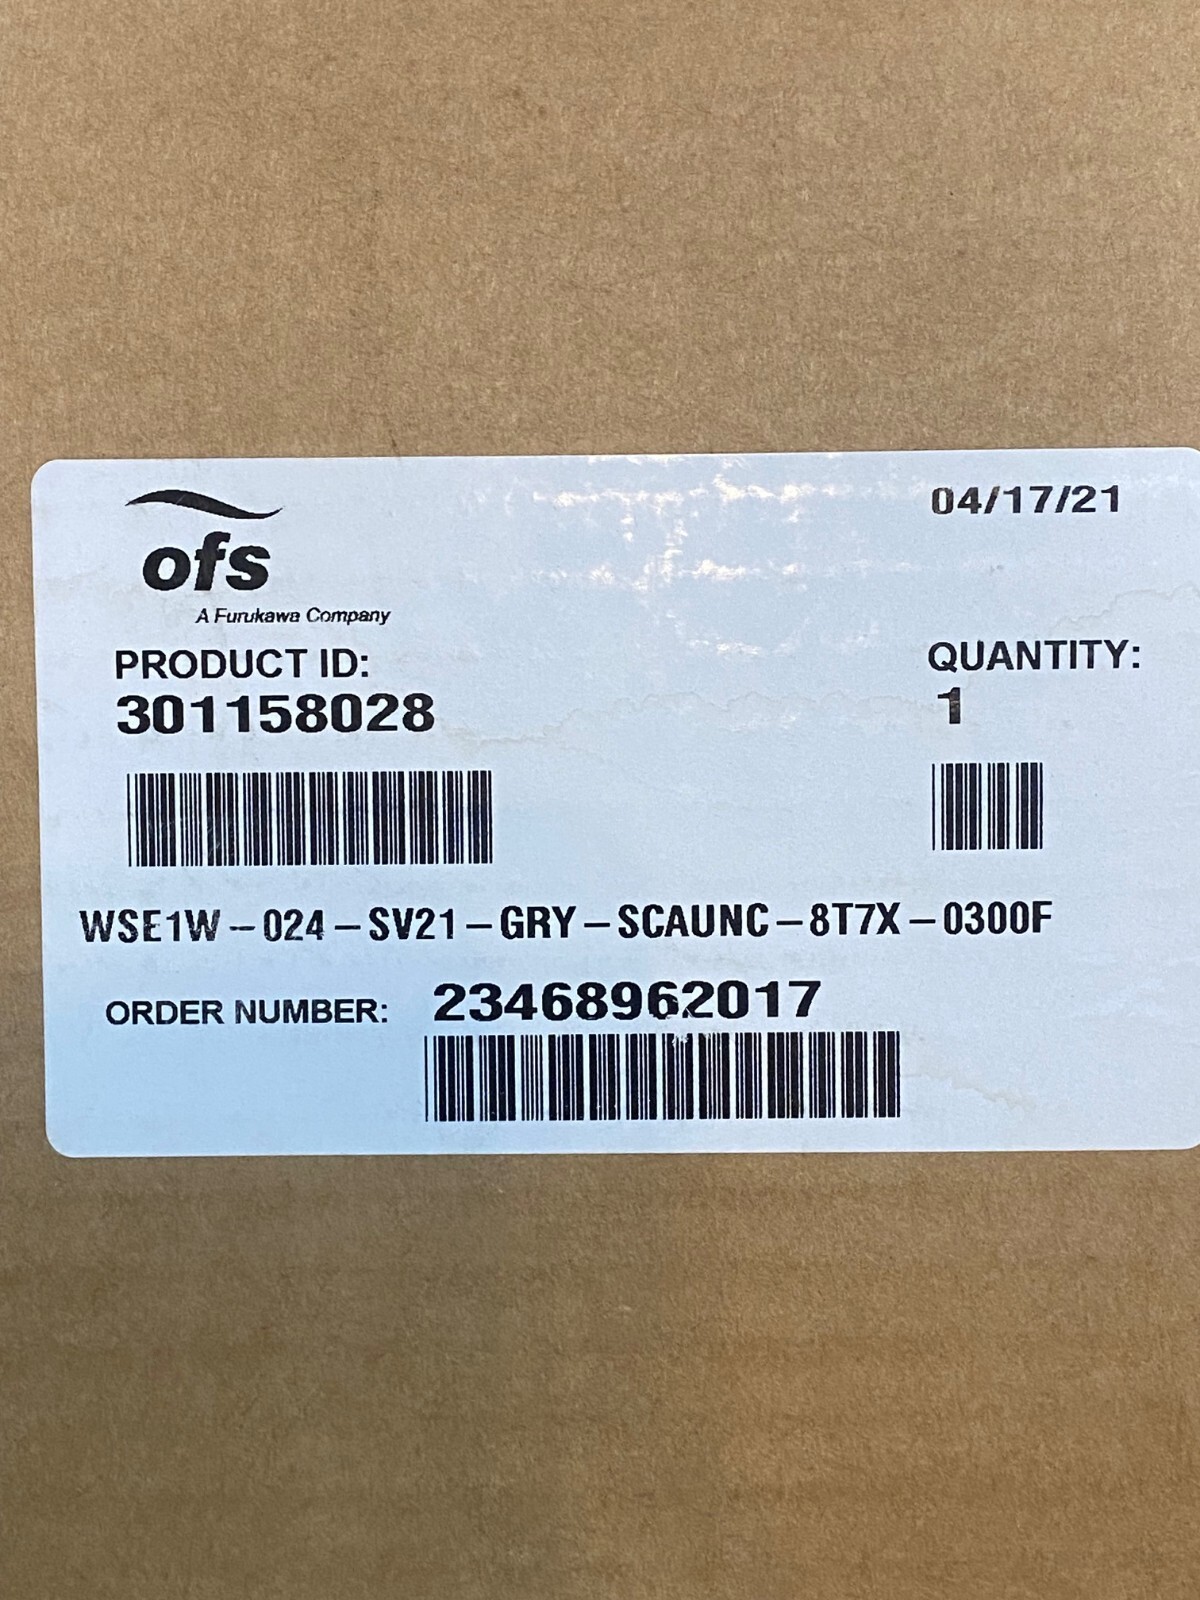 ofs
A Furukawa Company
04/17/21
PRODUCT ID:
301158028
QUANTITY:
1
WSE1W-024-SV21-GRY-SCAUNC-8T7X-0300F
ORDER NUMBER: 23468962017